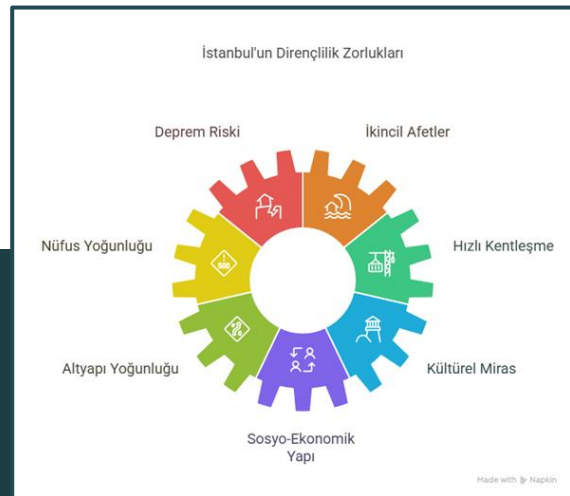 İstanbul'un Dirençlilik Zorlukları
Deprem Riski
İkincil Afetler
Nüfus Yoğunluğu
Hızlı Kentleşme
Altyapı Yoğunluğu
Kültürel Miras
Sosyo-Ekonomik
Yapı
Made with Napkin